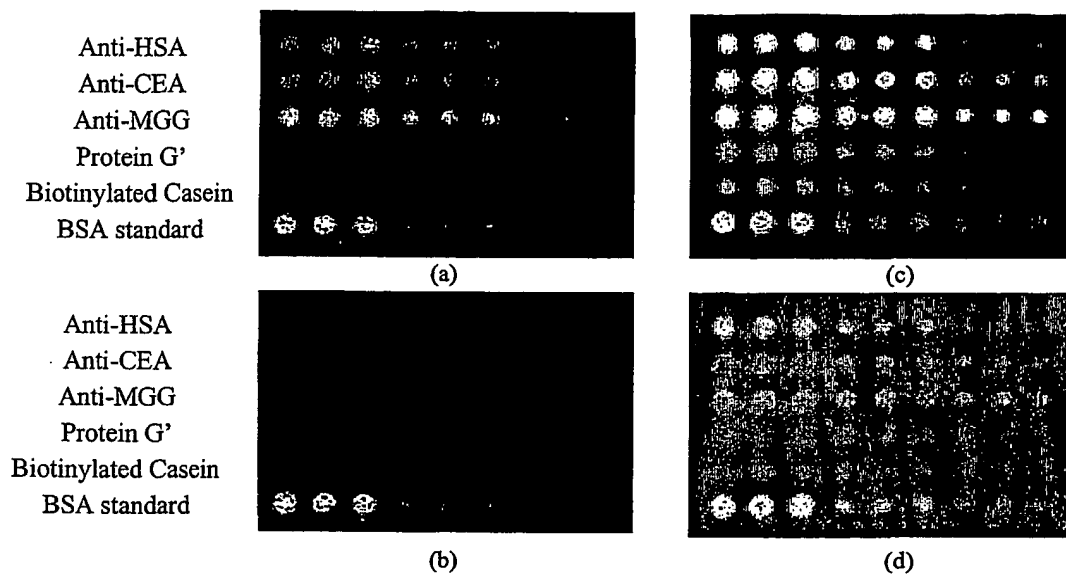 Anti-HSA
Anti-CEA
Anti-MGG
Protein G'
Biotinylated Casein
BSA standard
(a)
(c)
Anti-HSA
Anti-CEA
Anti-MGG
Protein G'
Biotinylated Casein
BSA standard
(b)
(d)